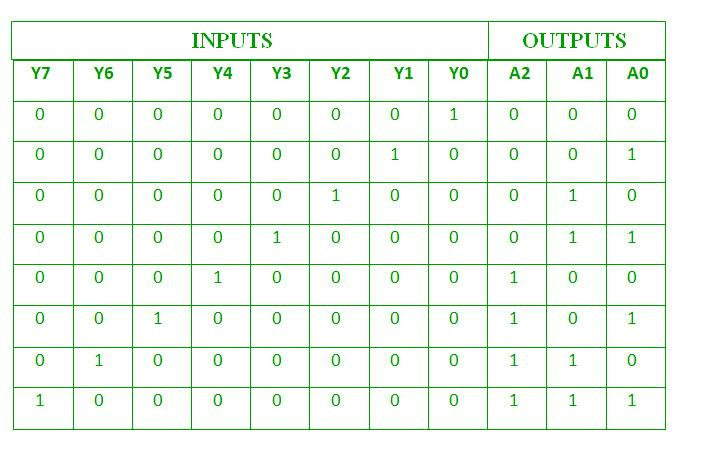 INPUTS OUTPUTS
Y7 Y6 Y5 Y4 Y3 Y2 Y1 Y0 A2 A1 A0
0 0 0 0 0 0 0 1 0 0 0
0 0 0 0 0 0 1 0 0 0 1
0 0 0 0 0 1 0 0 0 1 0
0 0 0 0 1 0 0 0 0 1 1
0 0 0 1 0 0 0 0 1 0 0
0 0 1 0 0 0 0 0 1 0 1
0 1 0 0 0 0 0 0 1 1 0
1 0 0 0 0 0 0 0 1 1 1